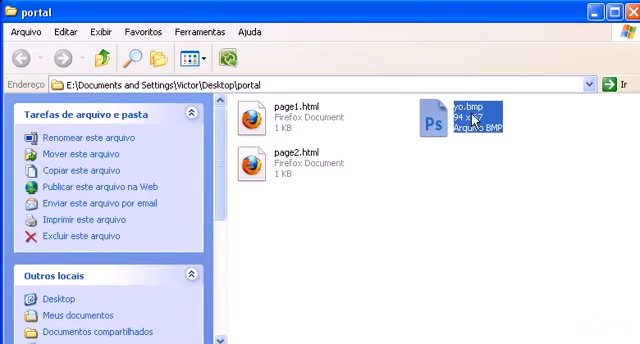 portal
Arquivo Editar Exibir Favoritos Ferramentas Ajuda
Endereço E:\Documents and Settings\Victor\Desktop\portal Ir
Tarefas de arquivo e pasta
Renomear este arquivo
Mover este arquivo
Copiar este arquivo
Publicar este arquivo na Web
Enviar este arquivo por email
Imprimir este arquivo
Excluir este arquivo
Outros locais
Desktop
Meus documentos
Documentos compartilhados
page1.html
Firefox Document
1 KB
page2.html
Firefox Document
1 KB
Ps
yo.bmp
94 x
Arquivo BMP